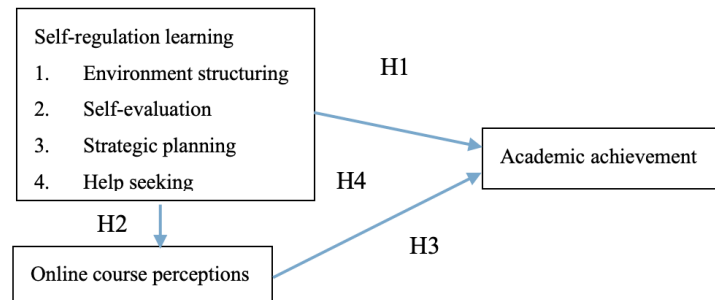 Self-regulation learning
1. Environment structuring
2. Self-evaluation
3. Strategic planning
4. Help seeking
H1
Academic achievement
H4
H2
H3
Online course perceptions